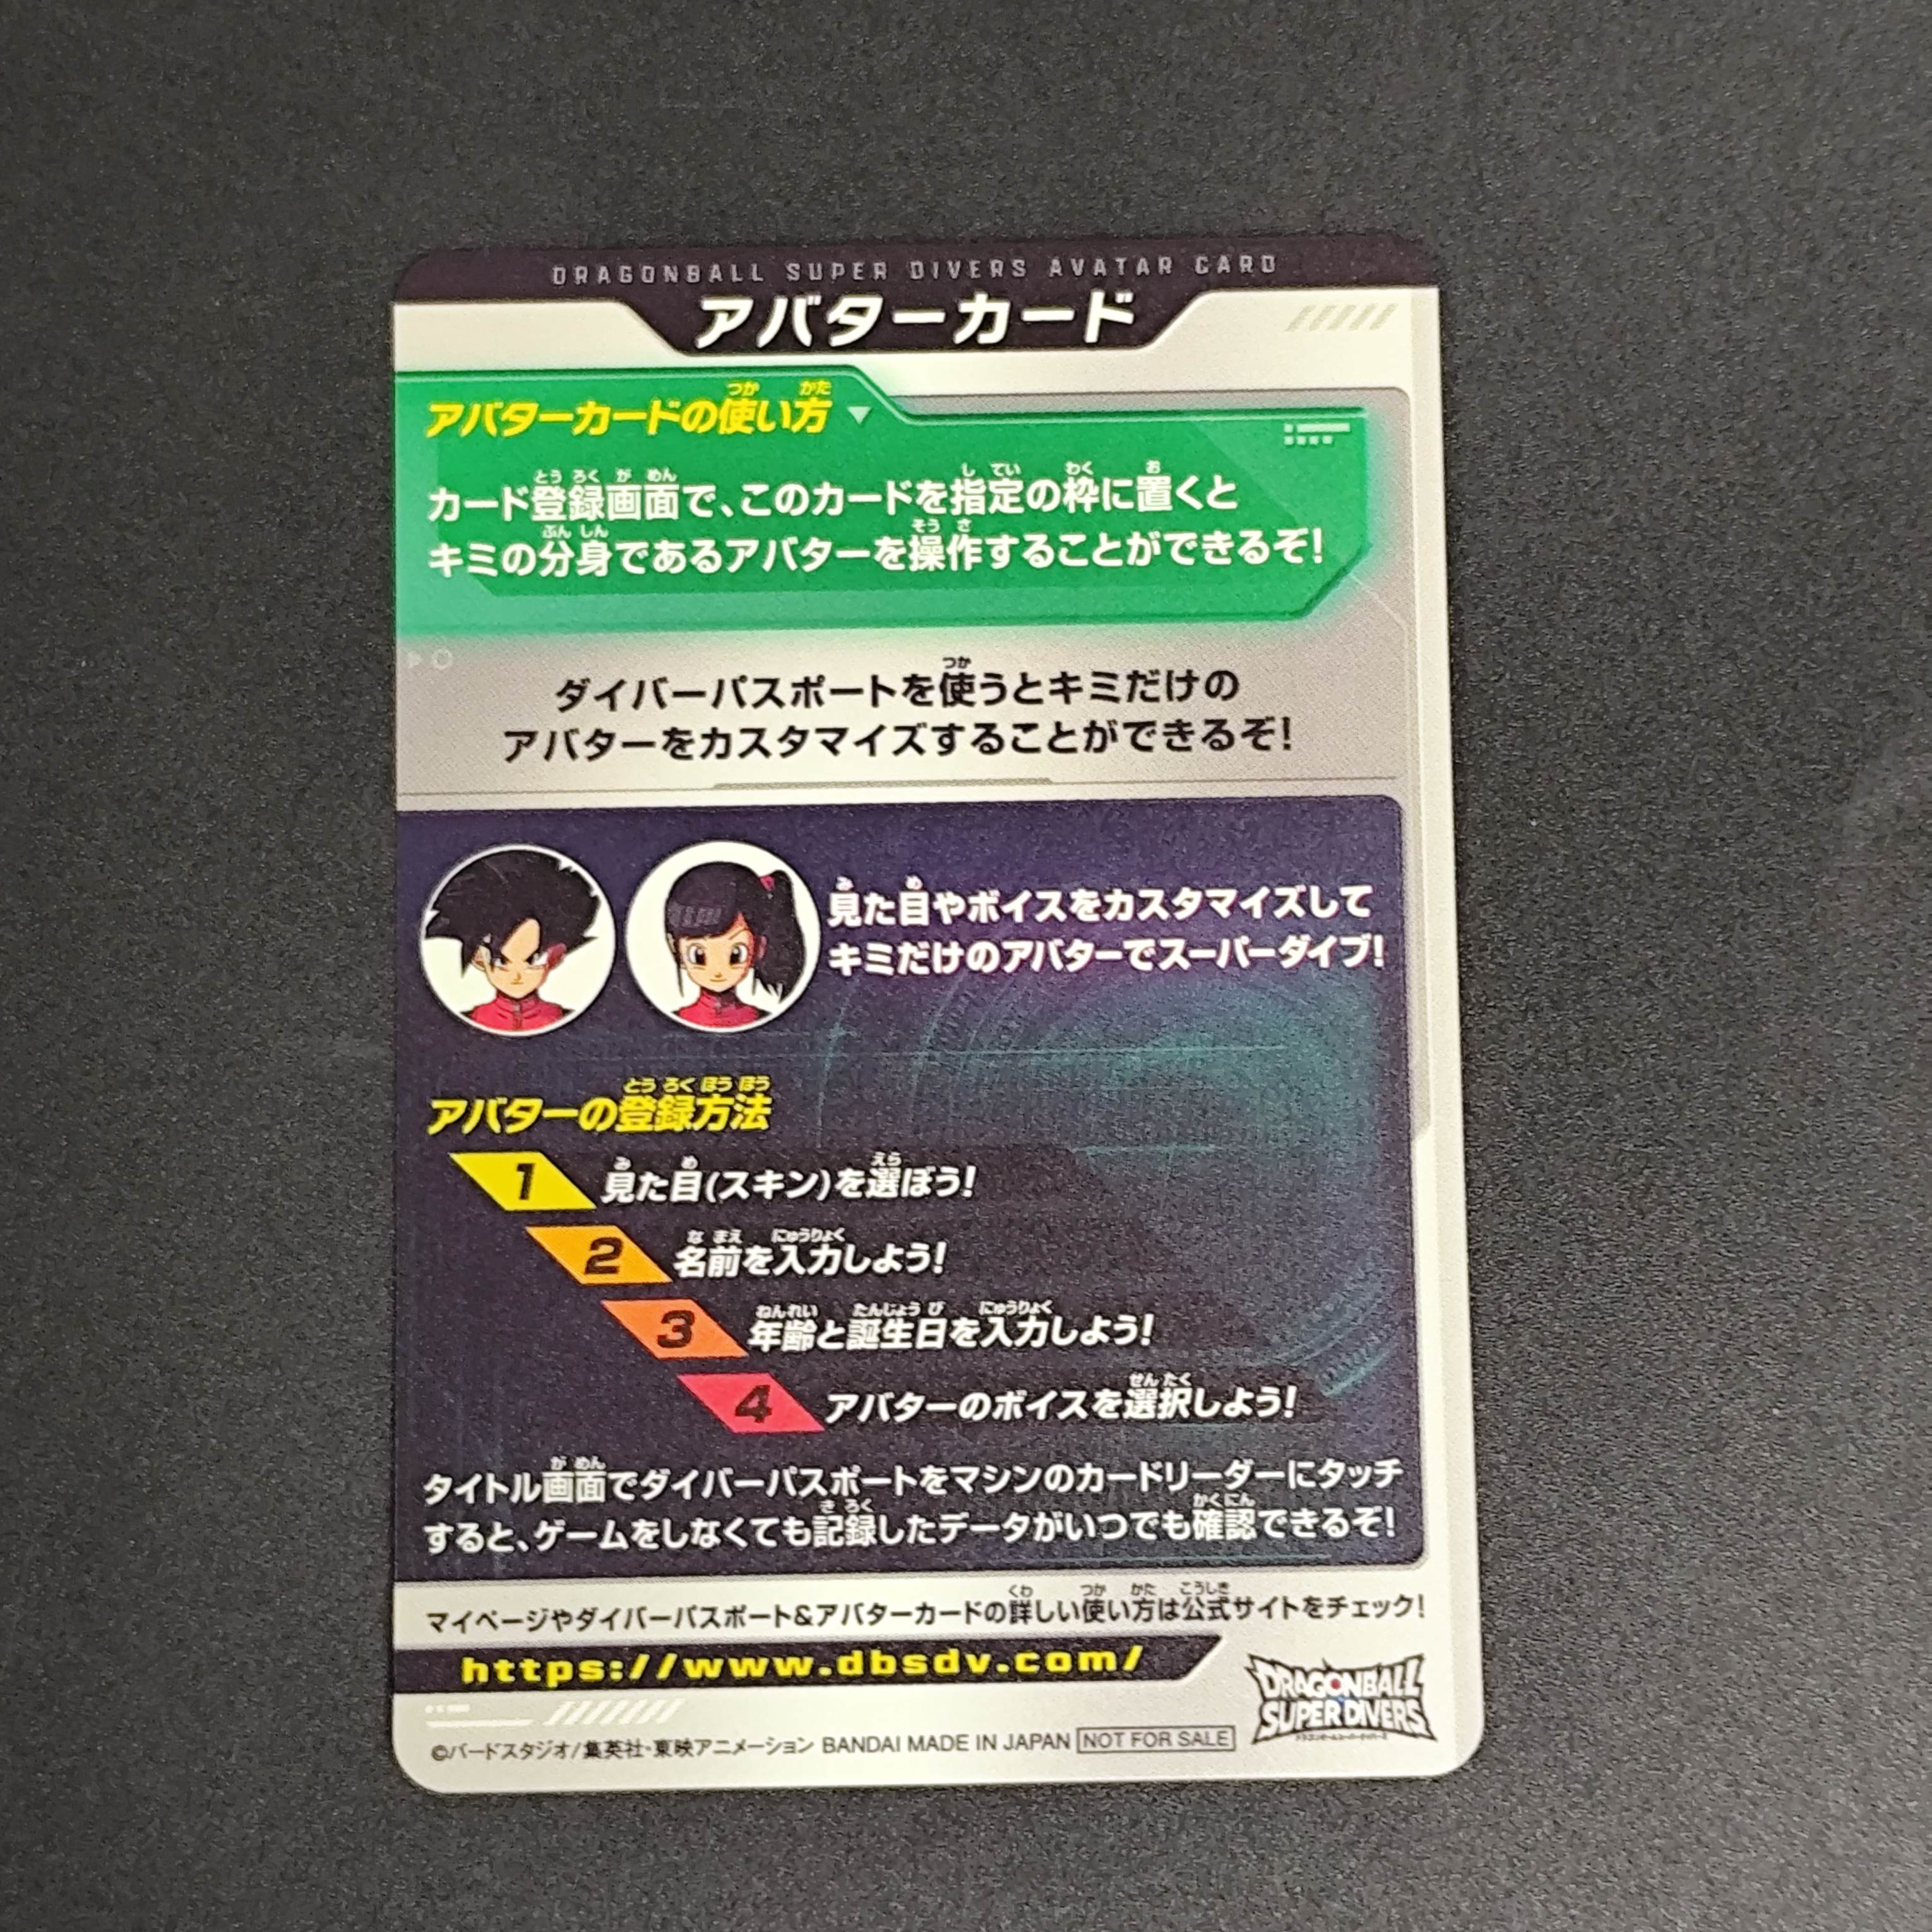 DRAGONBALL SUPER DIVERS AVATAR CARD
アバターカード
アバターカードの使い方
カード登録画面で、このカードを指定の枠に置くと
キミの分身であるアバターを操作することができるぞ!
ダイバーパスポートを使うとキミだけの
アバターをカスタマイズすることができるぞ!
見た目やボイスをカスタマイズして
キミだけのアバターでスーパーダイブ!
アバターの登録方法
1 見た目(スキン)を選ぼう!
2 名前を入力しよう!
3 年齢と誕生日を入力しよう!
4 アバターのボイスを選択しよう!
タイトル画面でダイバーパスポートをマシンのカードリーダーにタッチ
すると、ゲームをしなくても記録したデータがいつでも確認できるぞ!
マイページやダイバーパスポート&アバターカードの詳しい使い方は公式サイトをチェック!
https://www.dbsdv.com/
DRAGONBALL
SUPER DIVERS
ドラゴンボールスーパーダイバーズ
©バードスタジオ/集英社・東映アニメーション BANDAI MADE IN JAPAN NOT FOR SALE